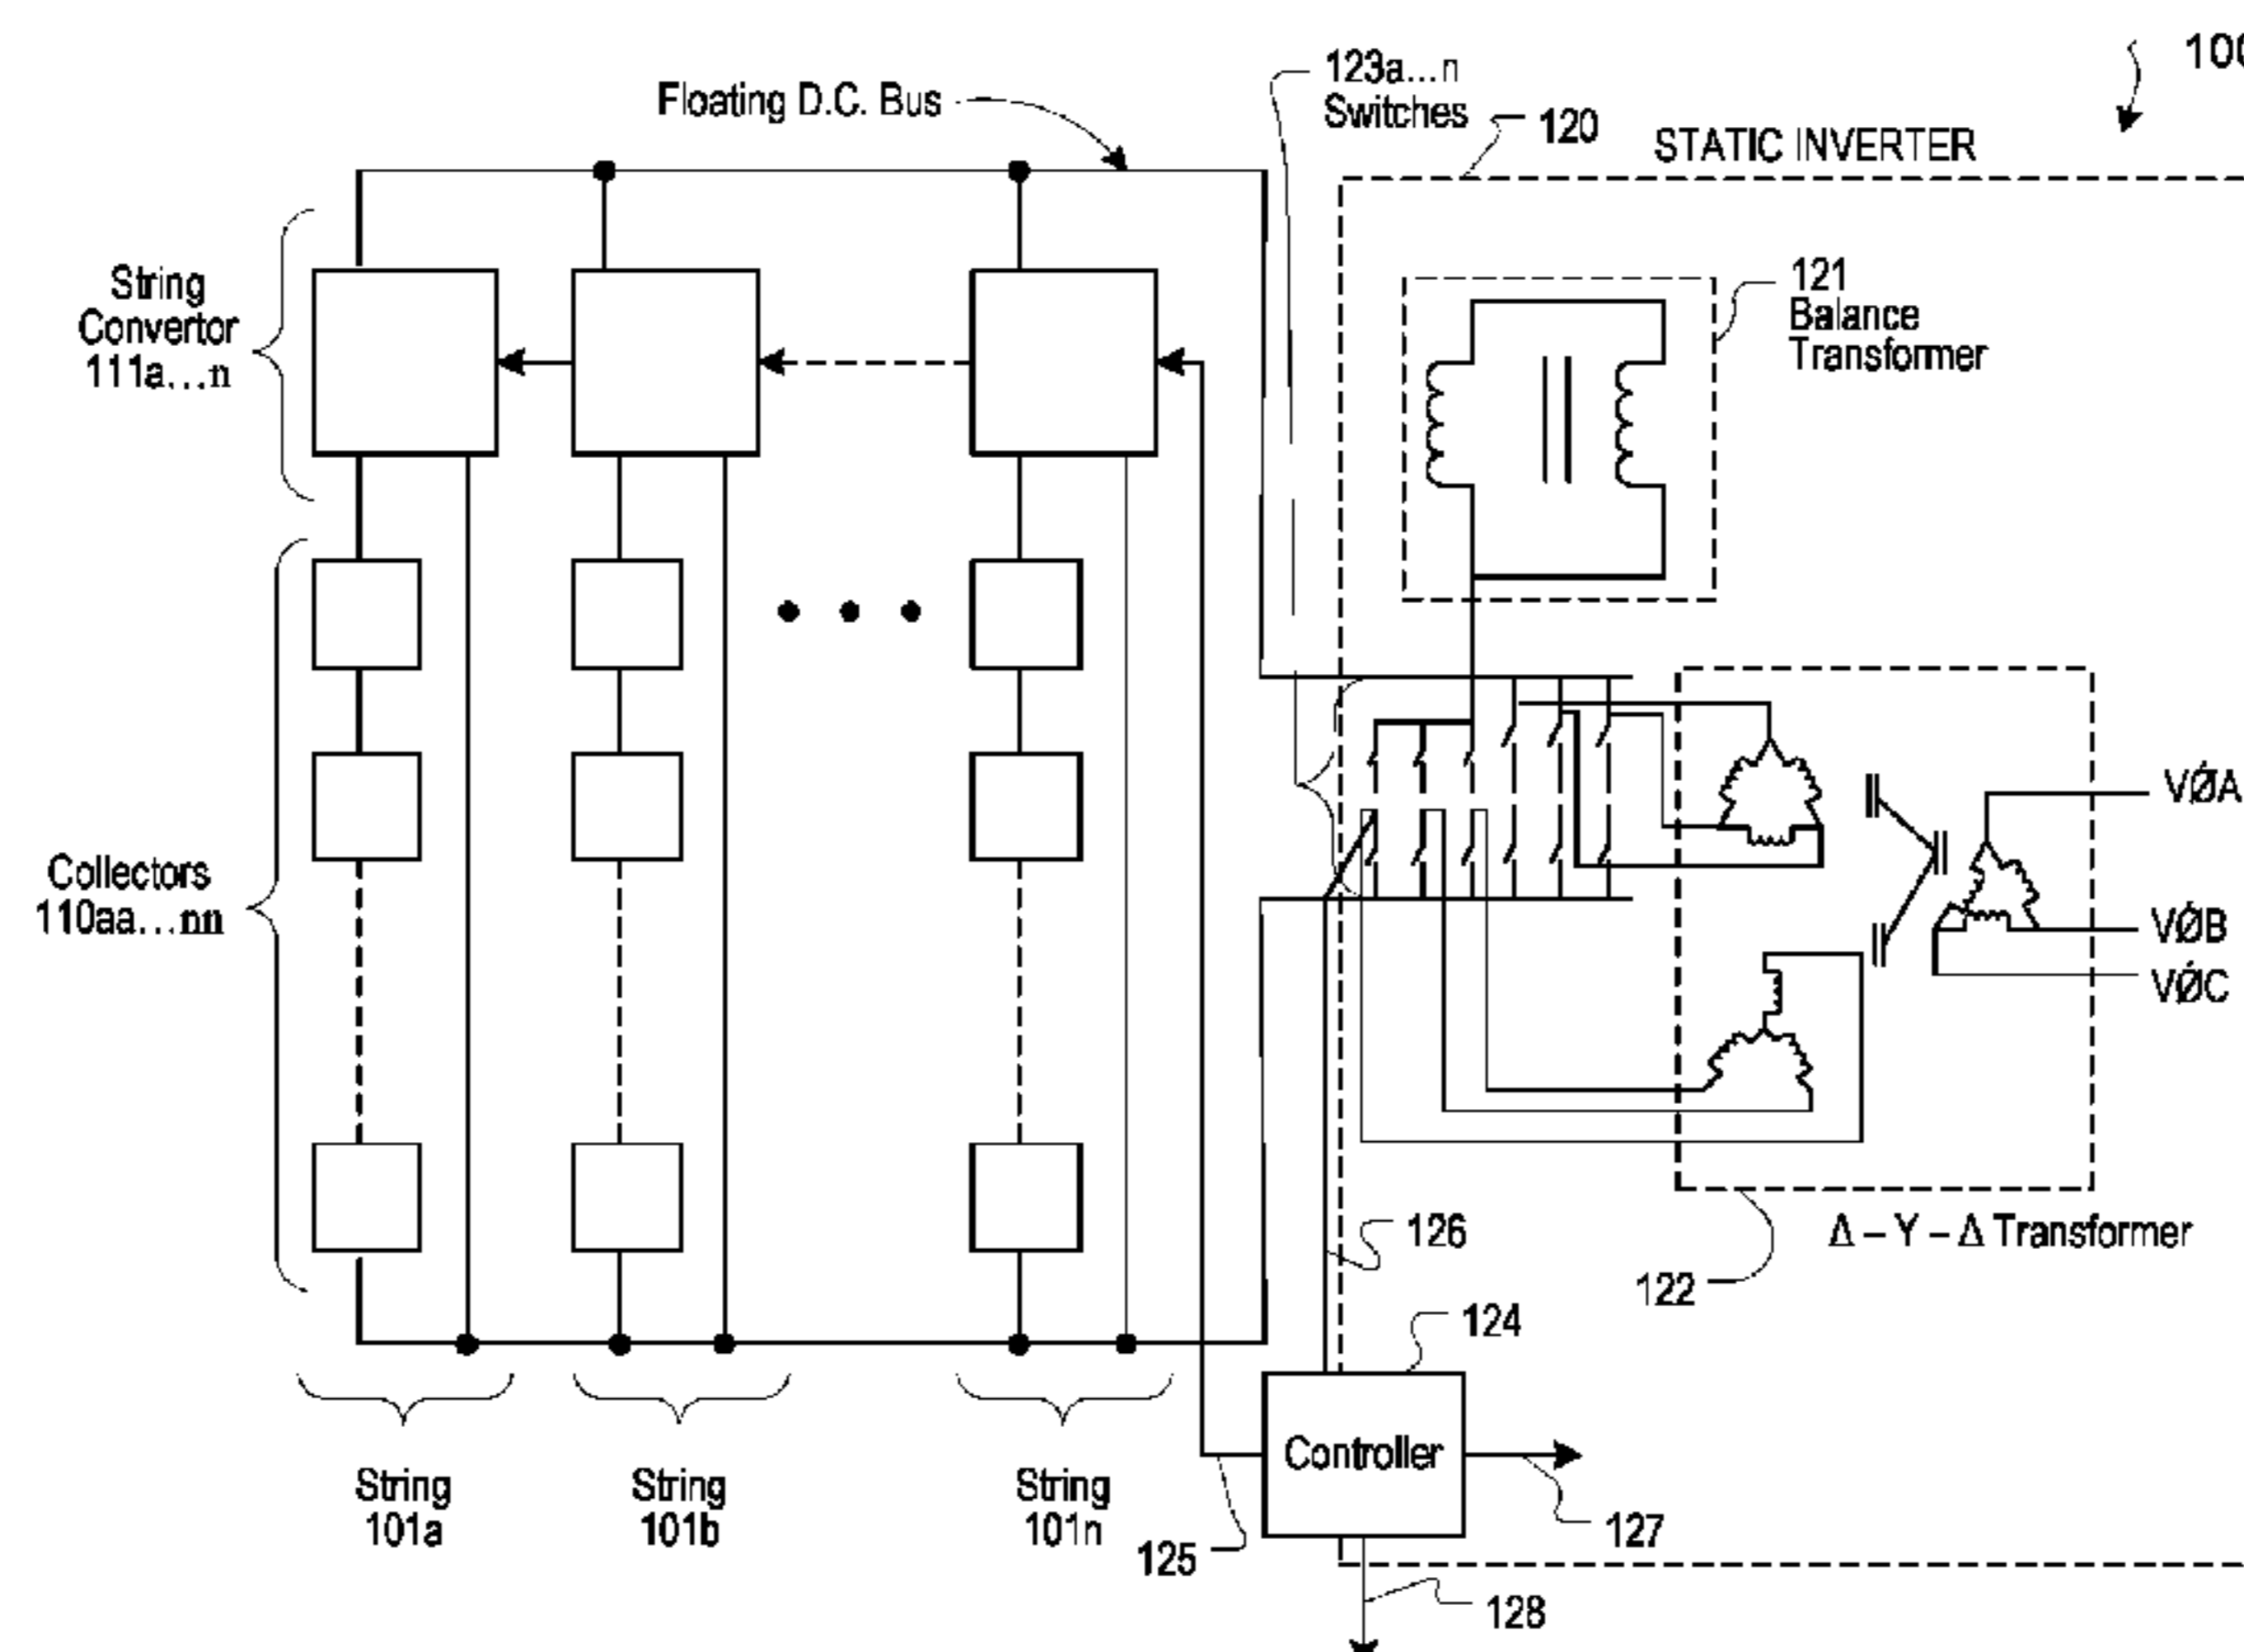 100
123a...n
Switches
Floating D.C. Bus
120
STATIC INVERTER
String
Convertor
111a...n
121
Balance
Transformer
Collectors
110aa...nn
VØA
VØB
VØC
126
Δ – Y – Δ Transformer
122
124
Controller
String
101a
String
101b
String
101n
125
127
128